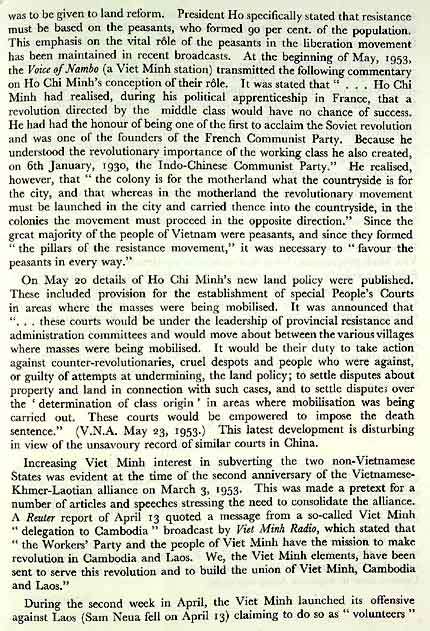 was to be given to land reform. President Ho specifically stated that resistance
must be based on the peasants, who formed 90 per cent. of the population.
This emphasis on the vital rôle of the peasants in the liberation movement
has been maintained in recent broadcasts. At the beginning of May, 1953,
the Voice of Nambo (a Viet Minh station) transmitted the following commentary
on Ho Chi Minh's conception of their rôle. It was stated that “ . . . Ho Chi
Minh had realised, during his political apprenticeship in France, that a
revolution directed by the middle class would have no chance of success.
He had had the honour of being one of the first to acclaim the Soviet revolution
and was one of the founders of the French Communist Party. Because he
understood the revolutionary importance of the working class he also created,
on 6th January, 1930, the Indo-Chinese Communist Party.” He realised,
however, that “ the colony is for the motherland what the countryside is for
the city, and that whereas in the motherland the revolutionary movement
must be launched in the city and carried thence into the countryside, in the
colonies the movement must proceed in the opposite direction.” Since the
great majority of the people of Vietnam were peasants, and since they formed
“ the pillars of the resistance movement,” it was necessary to “ favour the
peasants in every way.”
On May 20 details of Ho Chi Minh's new land policy were published.
These included provision for the establishment of special People's Courts
in areas where the masses were being mobilised. It was announced that
“. . . these courts would be under the leadership of provincial resistance and
administration committees and would move about between the various villages
where masses were being mobilised. It would be their duty to take action
against counter-revolutionaries, cruel despots and people who were against,
or guilty of attempts at undermining, the land policy; to settle disputes about
property and land in connection with such cases, and to settle disputes over
the ‘ determination of class origin ’ in areas where mobilisation was being
carried out. These courts would be empowered to impose the death
sentence.” (V.N.A. May 23, 1953.) This latest development is disturbing
in view of the unsavoury record of similar courts in China.
Increasing Viet Minh interest in subverting the two non-Vietnamese
States was evident at the time of the second anniversary of the Vietnamese-
Khmer-Laotian alliance on March 3, 1953. This was made a pretext for a
number of articles and speeches stressing the need to consolidate the alliance.
A Reuter report of April 13 quoted a message from a so-called Viet Minh
“ delegation to Cambodia ” broadcast by Viet Minh Radio, which stated that
“ the Workers' Party and the people of Viet Minh have the mission to make
revolution in Cambodia and Laos. We, the Viet Minh elements, have been
sent to serve this revolution and to build the union of Viet Minh, Cambodia
and Laos.”
During the second week in April, the Viet Minh launched its offensive
against Laos (Sam Neua fell on April 13) claiming to do so as “ volunteers ”